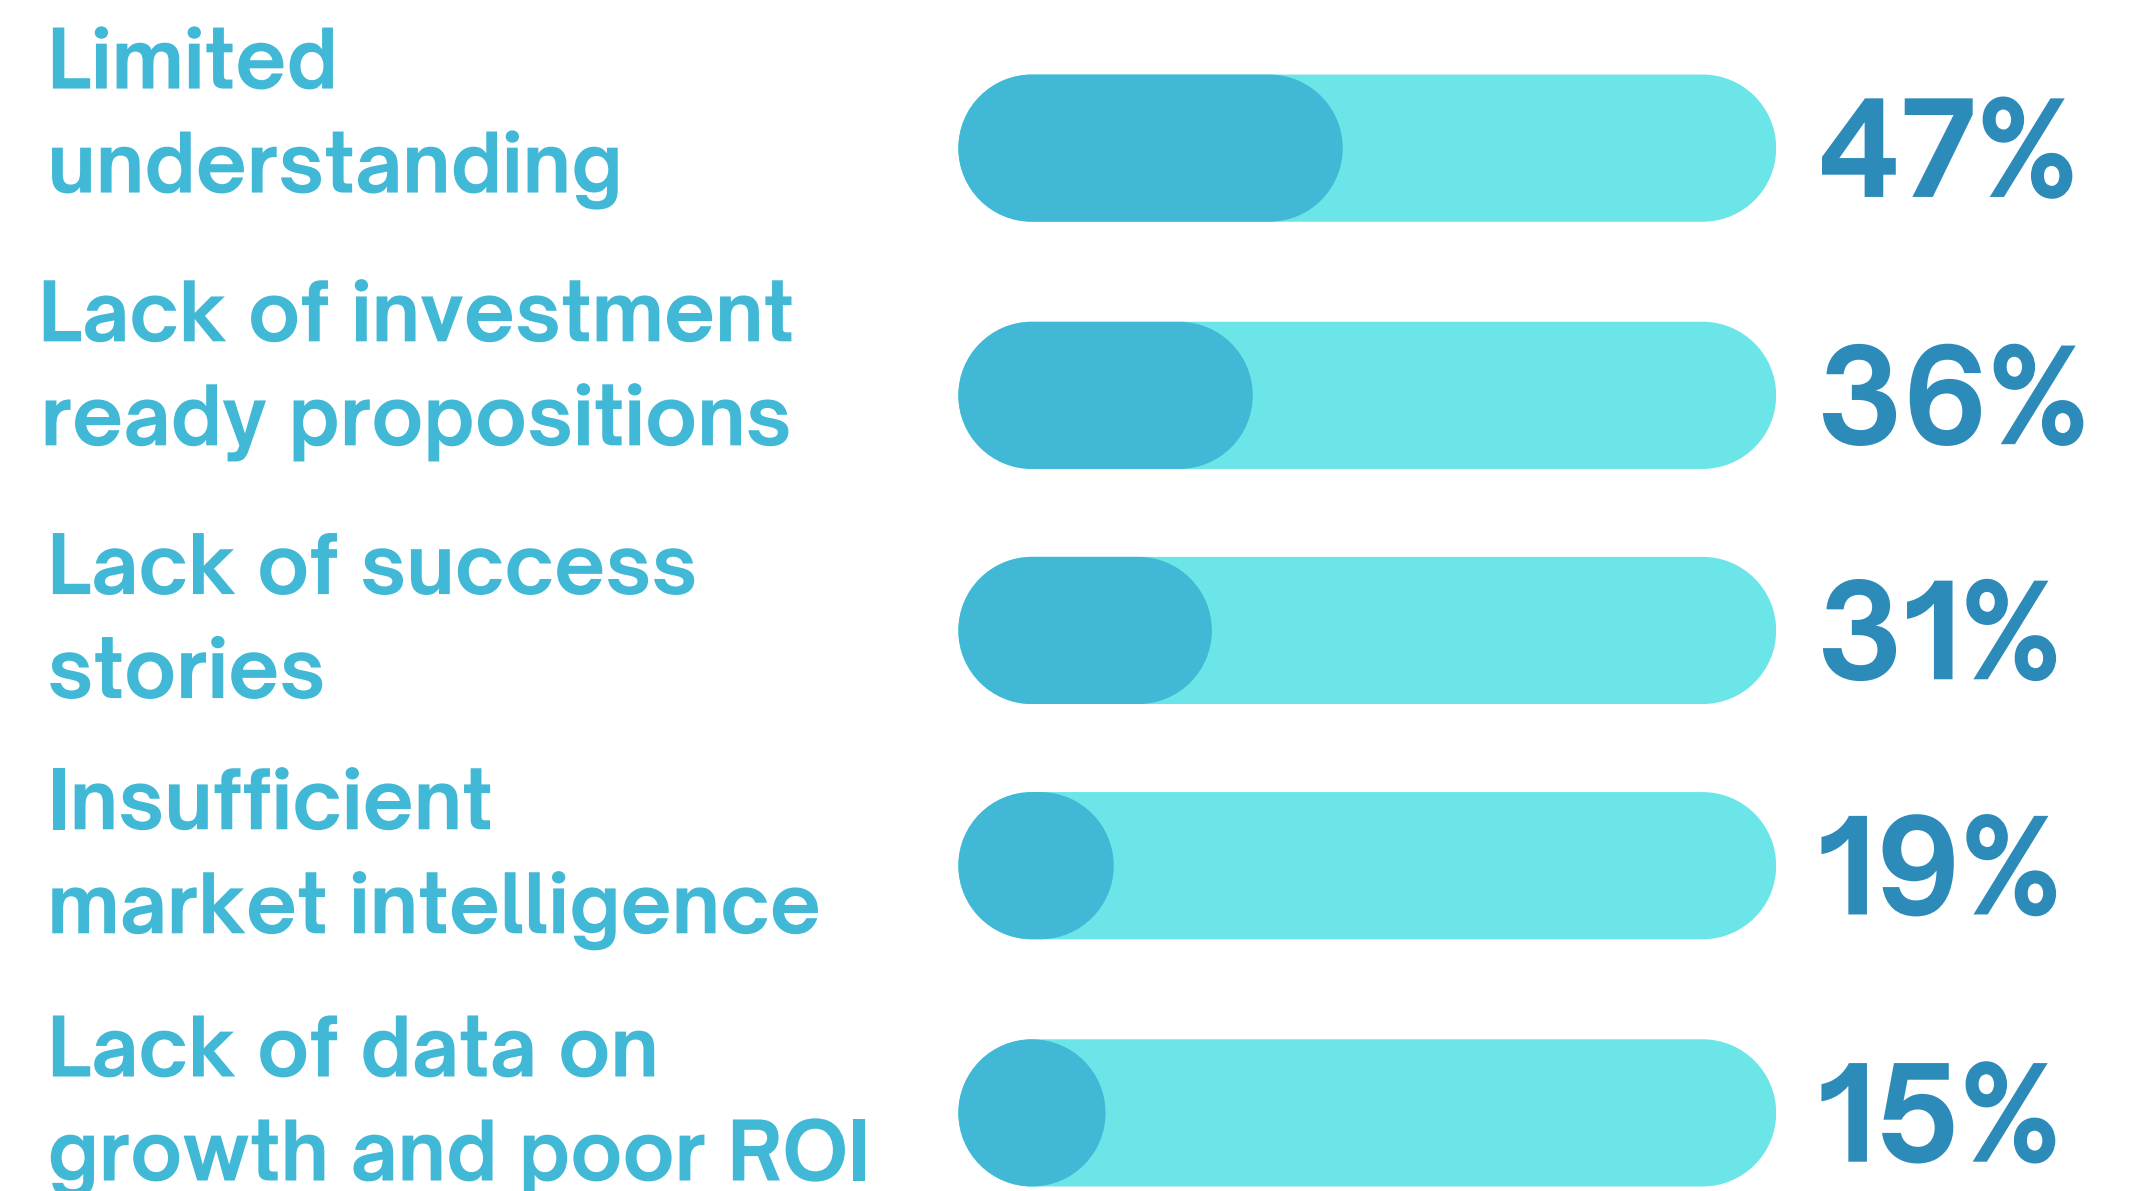 Limited
understanding
47%
Lack of investment
ready propositions
36%
Lack of success
stories
31%
Insufficient
market intelligence
19%
Lack of data on
growth and poor ROI
15%